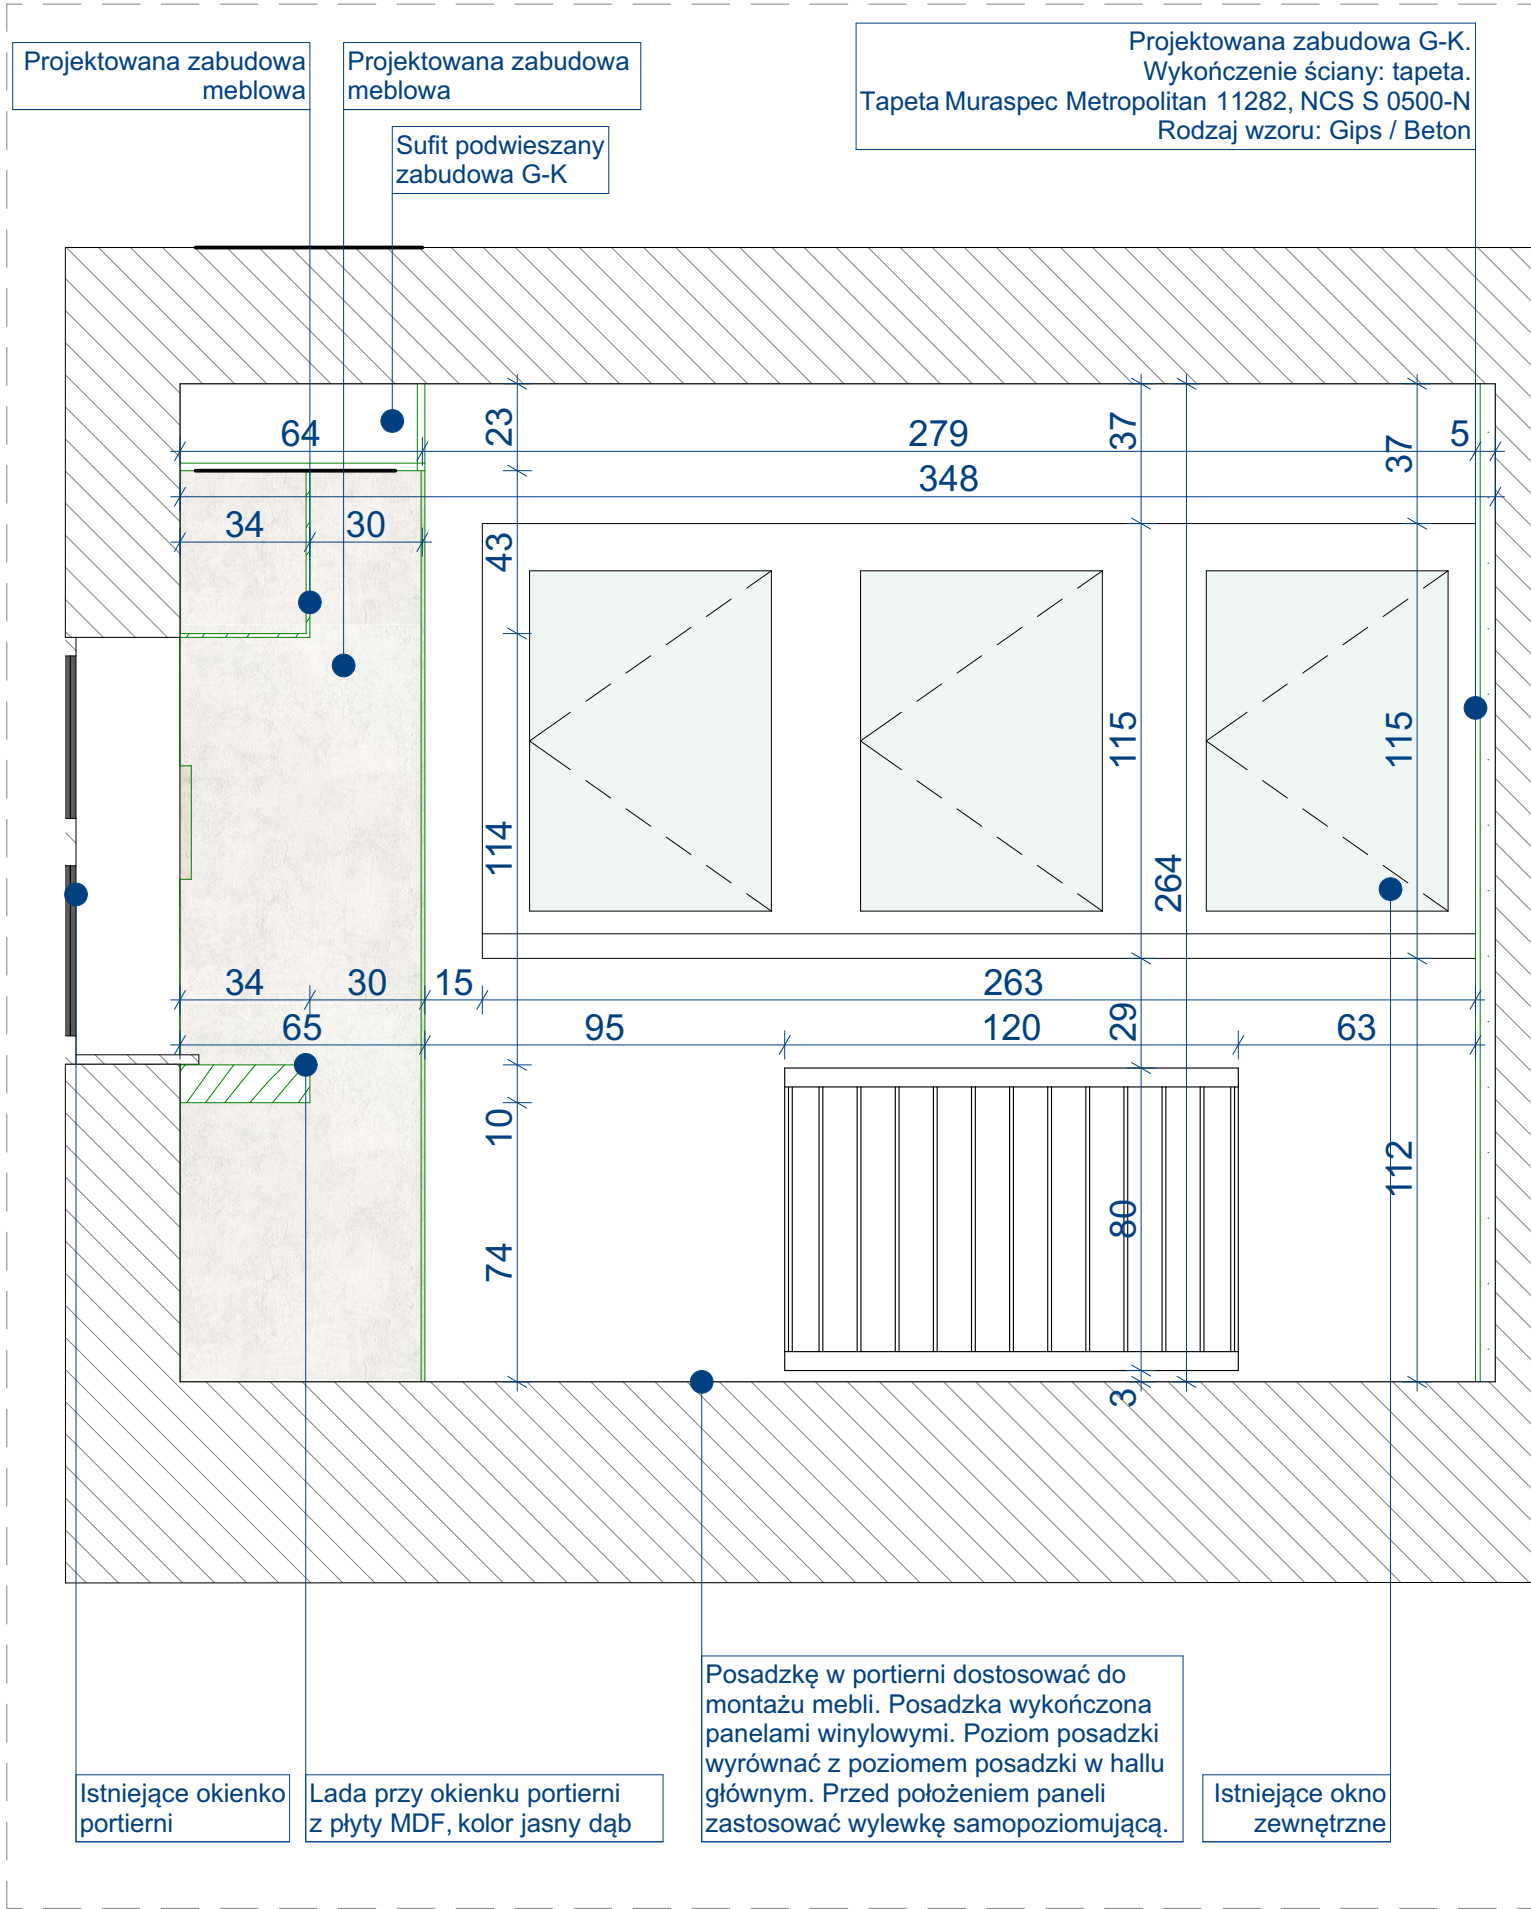 Projektowana zabudowa
meblowa
Projektowana zabudowa
meblowa
Sufit podwieszany
zabudowa G-K
Projektowana zabudowa G-K.
Wykończenie ściany: tapeta.
Tapeta Muraspec Metropolitan 11282, NCS S 0500-N
Rodzaj wzoru: Gips / Beton
64
23
279
37
5
37
348
34
30
43
115
115
114
264
34
30
15
263
65
95
120
29
63
10
112
80
74
3
Posadzkę w portierni dostosować do
montażu mebli. Posadzka wykończona
panelami winylowymi. Poziom posadzki
wyrównać z poziomem posadzki w hallu
głównym. Przed położeniem paneli
zastosować wylewkę samopoziomującą.
Istniejące okienko
portierni
Lada przy okienku portierni
z płyty MDF, kolor jasny dąb
Istniejące okno
zewnętrzne